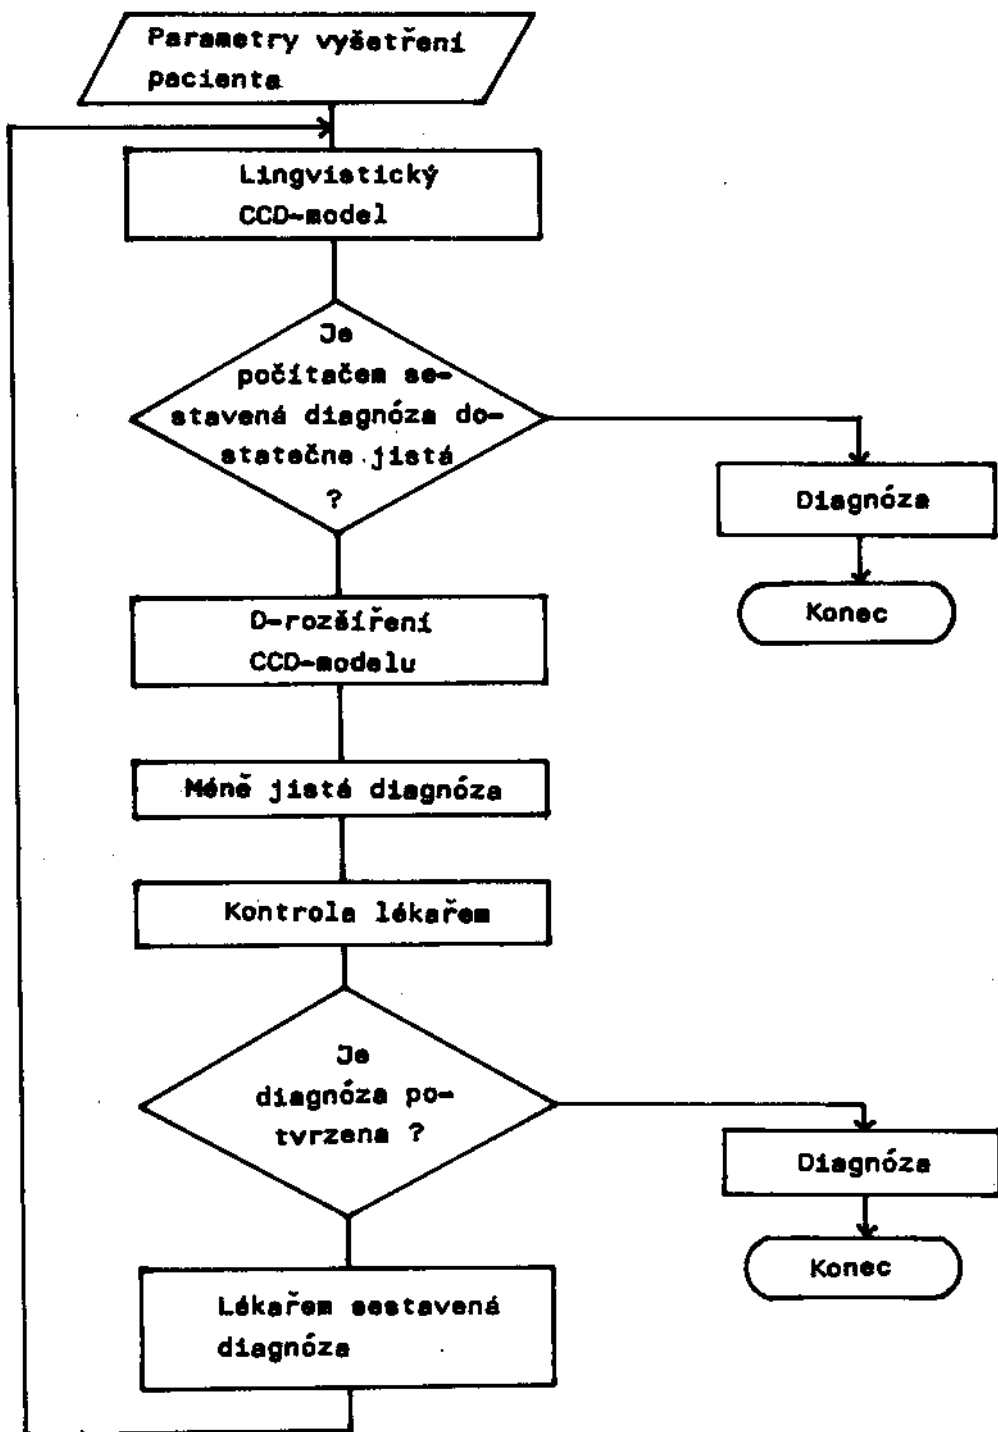 Parametry vyšetření
pacienta
Lingvistický
CCD-model
Je
počítačem se-
stavená diagnóza do-
statečne jistá
?
Diagnóza
Konec
D-rozšíření
CCD-modelu
Méně jistá diagnóza
Kontrola lékařem
Je
diagnóza po-
tvrzena ?
Diagnóza
Konec
Lékařem sestavená
diagnóza